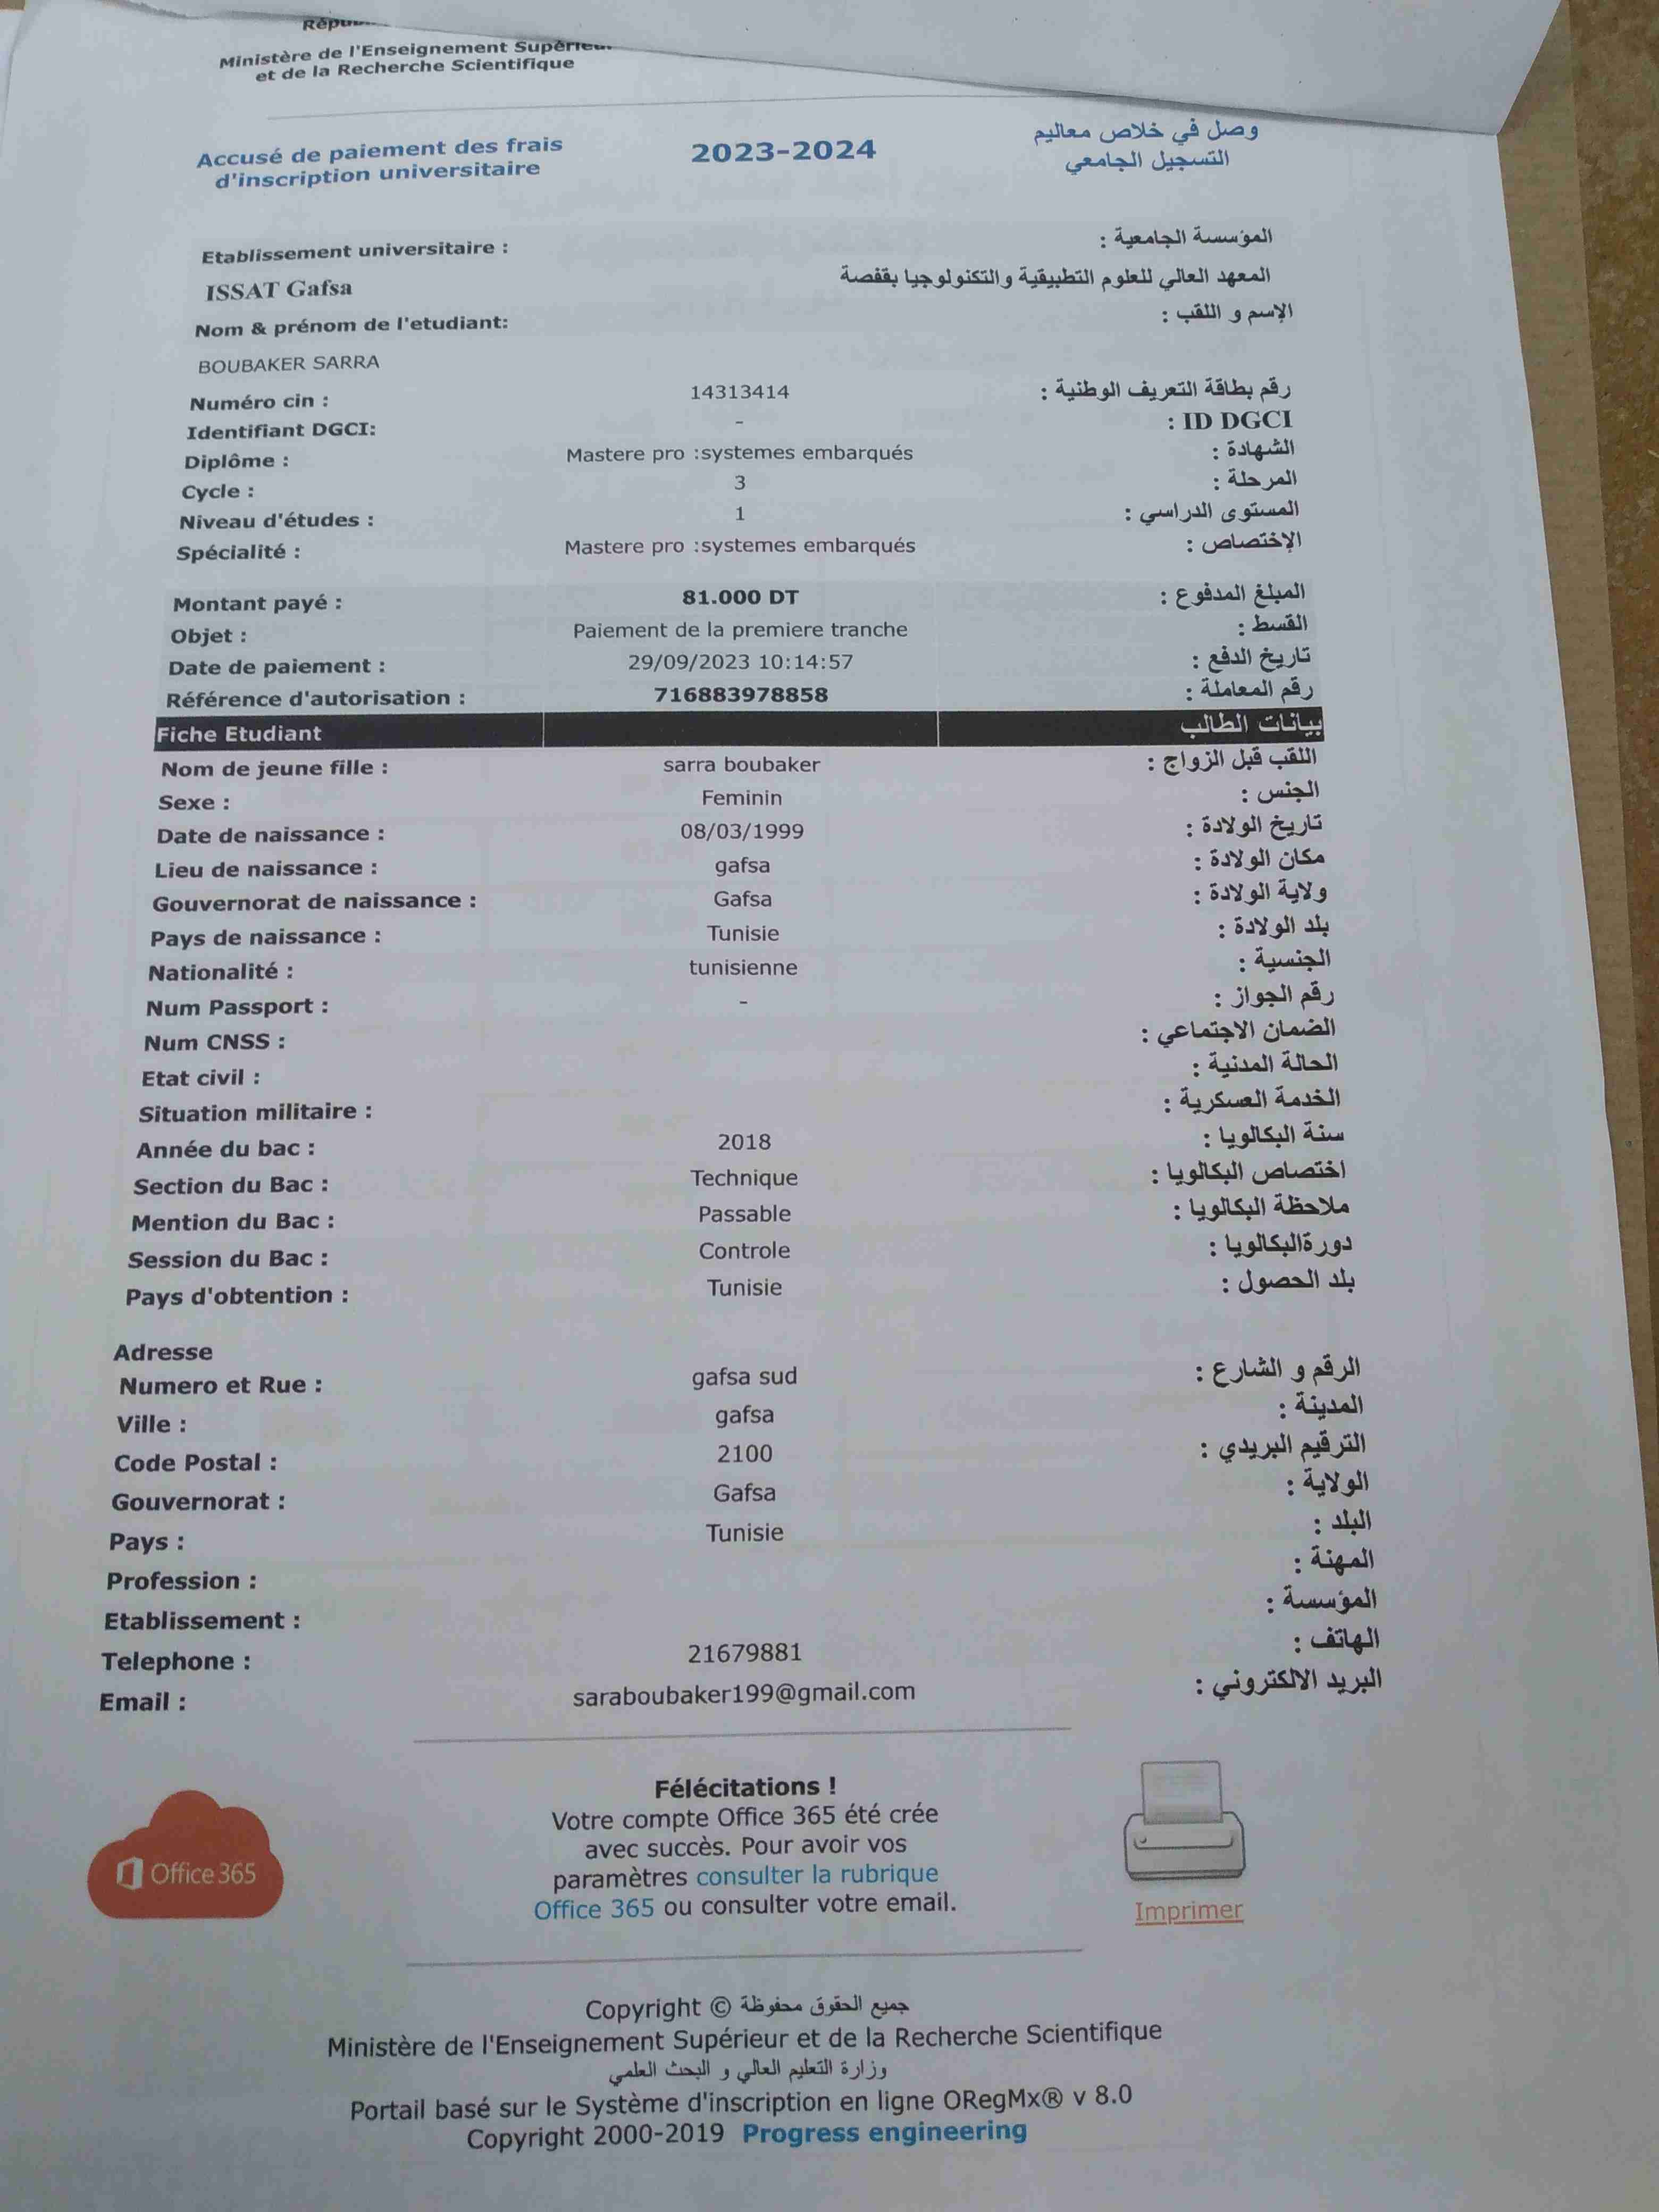 Ministère de l'Enseignement Supérieur
et de la Recherche Scientifique
Accusé de paiement des frais
d'inscription universitaire
2023-2024
وصل في خلاص معاليم
التسجيل الجامعي
Etablissement universitaire : المؤسسة الجامعية :
ISSAT Gafsa المعهد العالي للعلوم التطبيقية والتكنولوجيا بقفصة
Nom & prénom de l'etudiant: الإسم و اللقب :
BOUBAKER SARRA
Numéro cin : 14313414 رقم بطاقة التعريف الوطنية :
Identifiant DGCI: - ID DGCI :
Diplôme : Mastere pro :systemes embarqués الشهادة :
Cycle : 3 المرحلة :
Niveau d'études : 1 المستوى الدراسي :
Spécialité : Mastere pro :systemes embarqués الإختصاص :
Montant payé : 81.000 DT المبلغ المدفوع :
Objet : Paiement de la premiere tranche القسط :
Date de paiement : 29/09/2023 10:14:57 تاريخ الدفع :
Référence d'autorisation : 716883978858 رقم المعاملة :
Fiche Etudiant بيانات الطالب
Nom de jeune fille : sarra boubaker اللقب قبل الزواج :
Sexe : Feminin الجنس :
Date de naissance : 08/03/1999 تاريخ الولادة :
Lieu de naissance : gafsa مكان الولادة :
Gouvernorat de naissance : Gafsa ولاية الولادة :
Pays de naissance : Tunisie بلد الولادة :
Nationalité : tunisienne الجنسية :
Num Passport : - رقم الجواز :
Num CNSS : الضمان الاجتماعي :
Etat civil : الحالة المدنية :
Situation militaire : الخدمة العسكرية :
Année du bac : 2018 سنة البكالويا :
Section du Bac : Technique اختصاص البكالويا :
Mention du Bac : Passable ملاحظة البكالويا :
Session du Bac : Controle دورةالبكالويا :
Pays d'obtention : Tunisie بلد الحصول :
Adresse
Numero et Rue : gafsa sud الرقم و الشارع :
Ville : gafsa المدينة :
Code Postal : 2100 الترقيم البريدي :
Gouvernorat : Gafsa الولاية :
Pays : Tunisie البلد :
Profession : المهنة :
Etablissement : المؤسسة :
Telephone : 21679881 الهاتف :
Email : saraboubaker199@gmail.com البريد الالكتروني :
Office 365
Félécitations !
Votre compte Office 365 été crée
avec succès. Pour avoir vos
paramètres consulter la rubrique
Office 365 ou consulter votre email.
Imprimer
Copyright © جميع الحقوق محفوظة
Ministère de l'Enseignement Supérieur et de la Recherche Scientifique
وزارة التعليم العالي و البحث العلمي
Portail basé sur le Système d'inscription en ligne ORegMx® v 8.0
Copyright 2000-2019 Progress engineering